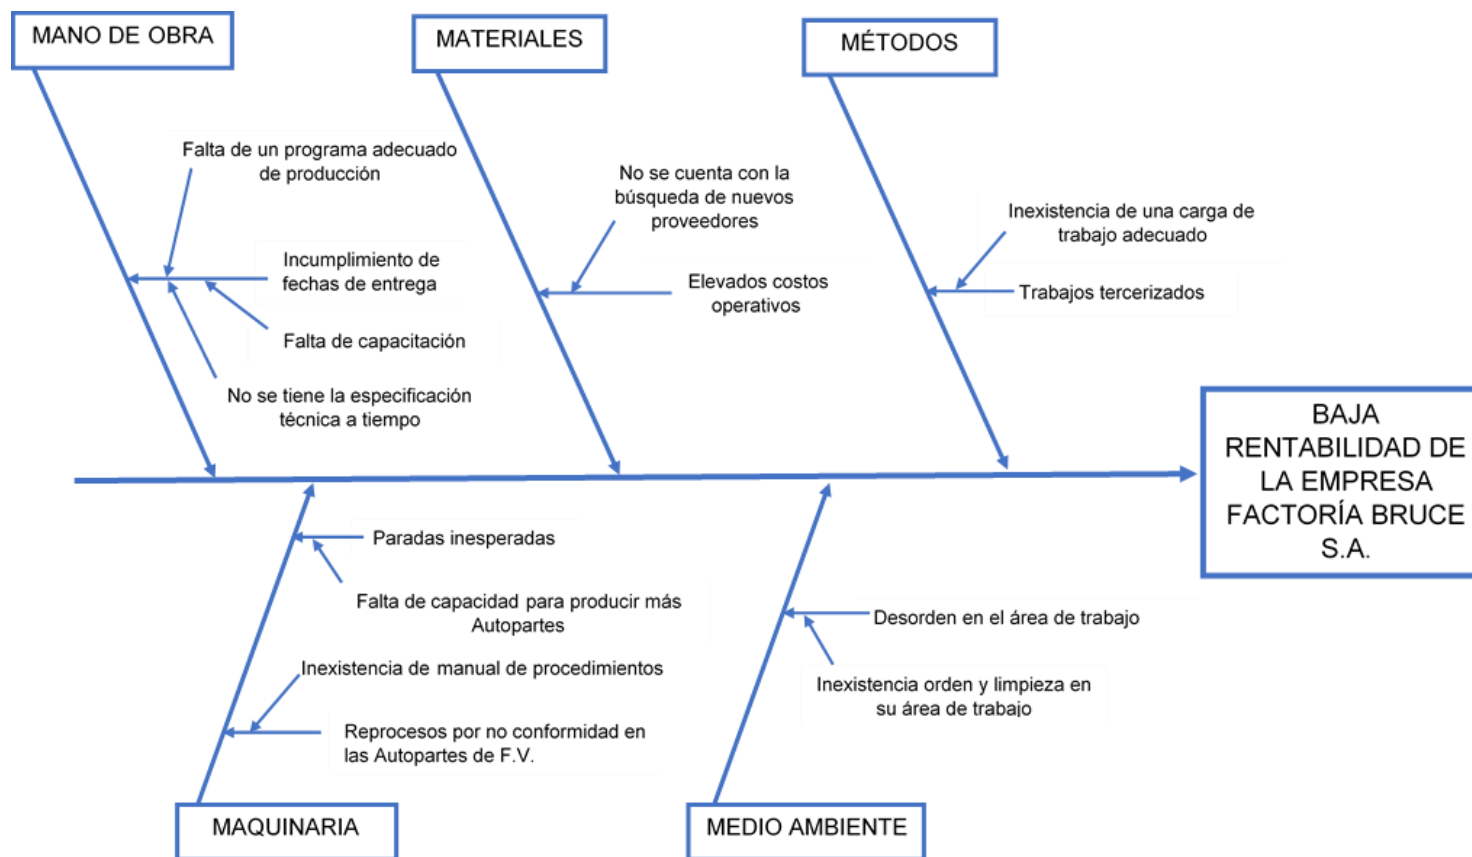 MANO DE OBRA
MATERIALES
MÉTODOS
Falta de un programa adecuado
de producción
Incumplimiento de
fechas de entrega
Falta de capacitación
No se tiene la especificación
técnica a tiempo
No se cuenta con la
búsqueda de nuevos
proveedores
Elevados costos
operativos
Inexistencia de una carga de
trabajo adecuado
Trabajos tercerizados
BAJA
RENTABILIDAD DE
LA EMPRESA
FACTORÍA BRUCE
S.A.
Paradas inesperadas
Falta de capacidad para producir más
Autopartes
Inexistencia de manual de procedimientos
Reprocesos por no conformidad en
las Autopartes de F.V.
Desorden en el área de trabajo
Inexistencia orden y limpieza en
su área de trabajo
MAQUINARIA
MEDIO AMBIENTE